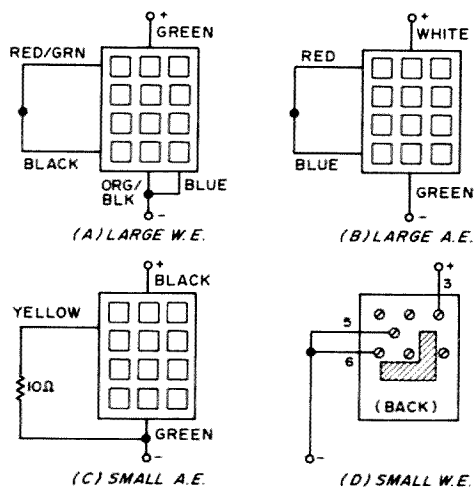 +
GREEN
RED/GRN
BLACK
ORG/
BLK
BLUE
-
(A) LARGE W.E.
+
WHITE
RED
BLUE
GREEN
-
(B) LARGE A.E.
+
BLACK
YELLOW
10Ω
GREEN
-
(C) SMALL A.E.
+
3
5
6
(BACK)
-
(D) SMALL W.E.